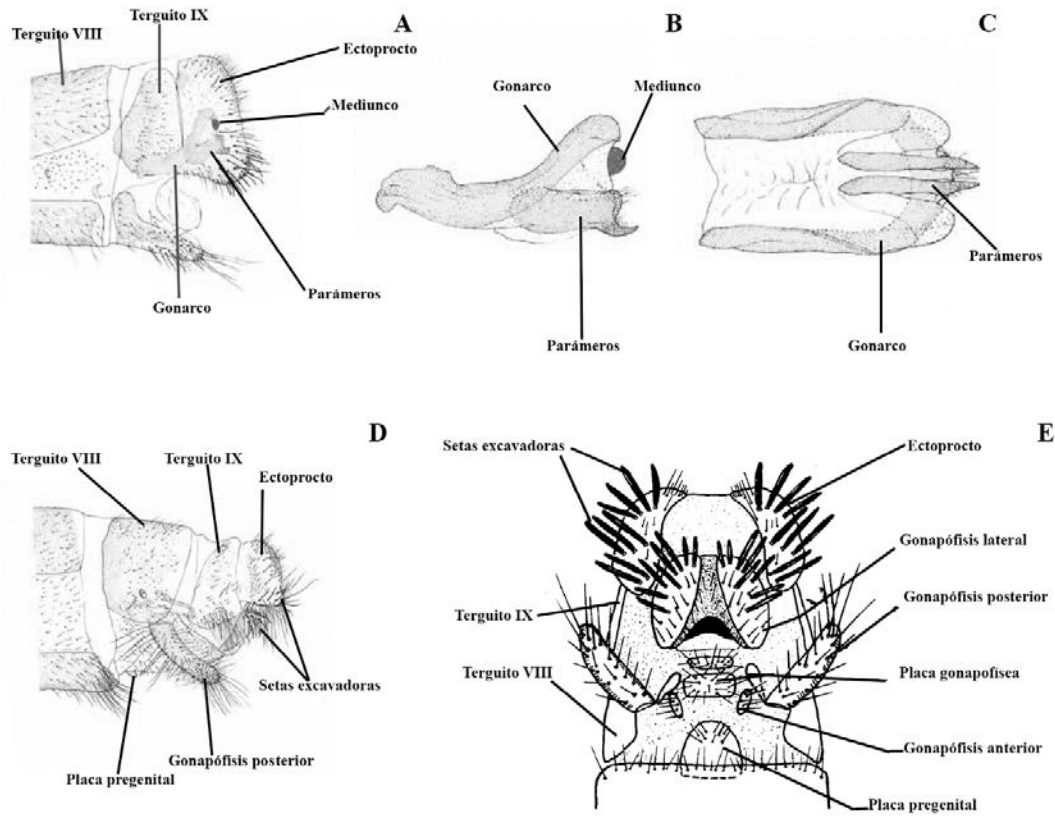 Terguito IX
A
Terguito VIII
Ectoprocto
Mediunco
Parámeros
Gonarco
B
Gonarco
Mediunco
Parámeros
C
Parámeros
Gonarco
D
Terguito VIII
Terguito IX
Ectoprocto
Setas excavadoras
Gonapófisis posterior
Placa pregenital
E
Setas excavadoras
Ectoprocto
Gonapófisis lateral
Gonapófisis posterior
Terguito IX
Terguito VIII
Placa gonapofísea
Gonapófisis anterior
Placa pregenital